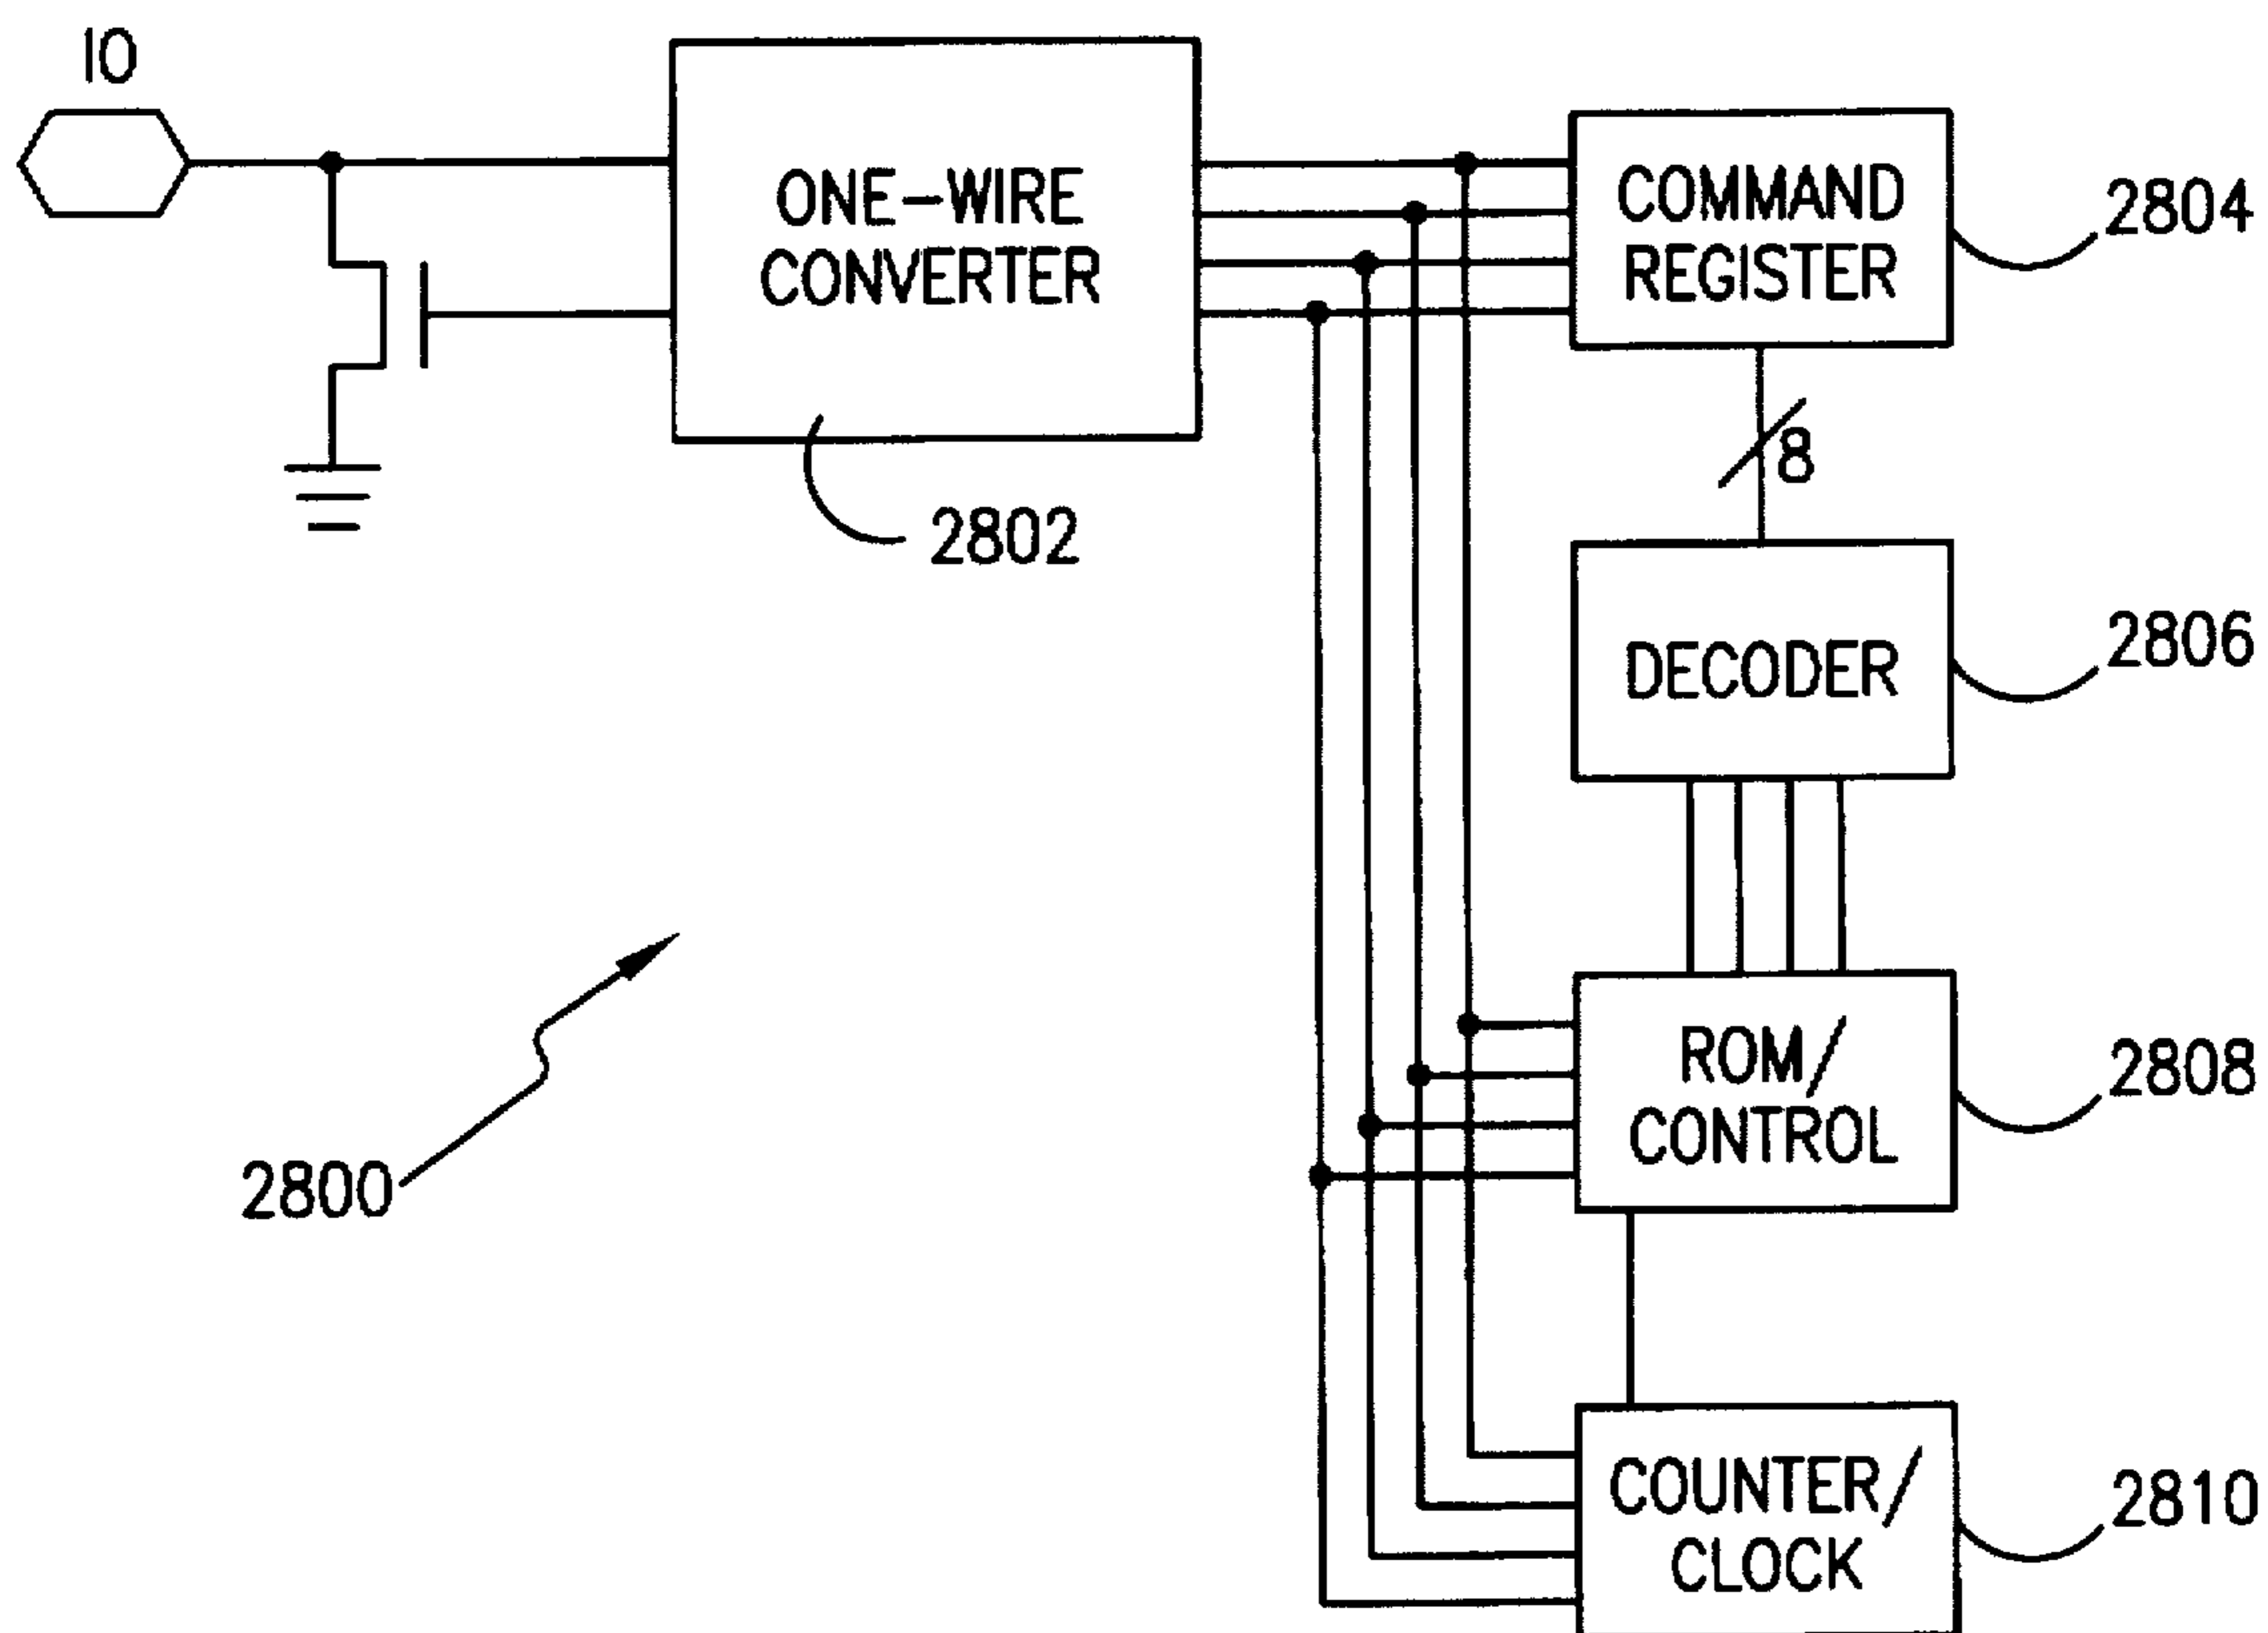 IO
ONE-WIRE
CONVERTER
2802
COMMAND
REGISTER
2804
8
DECODER
2806
ROM/
CONTROL
2808
2800
COUNTER/
CLOCK
2810